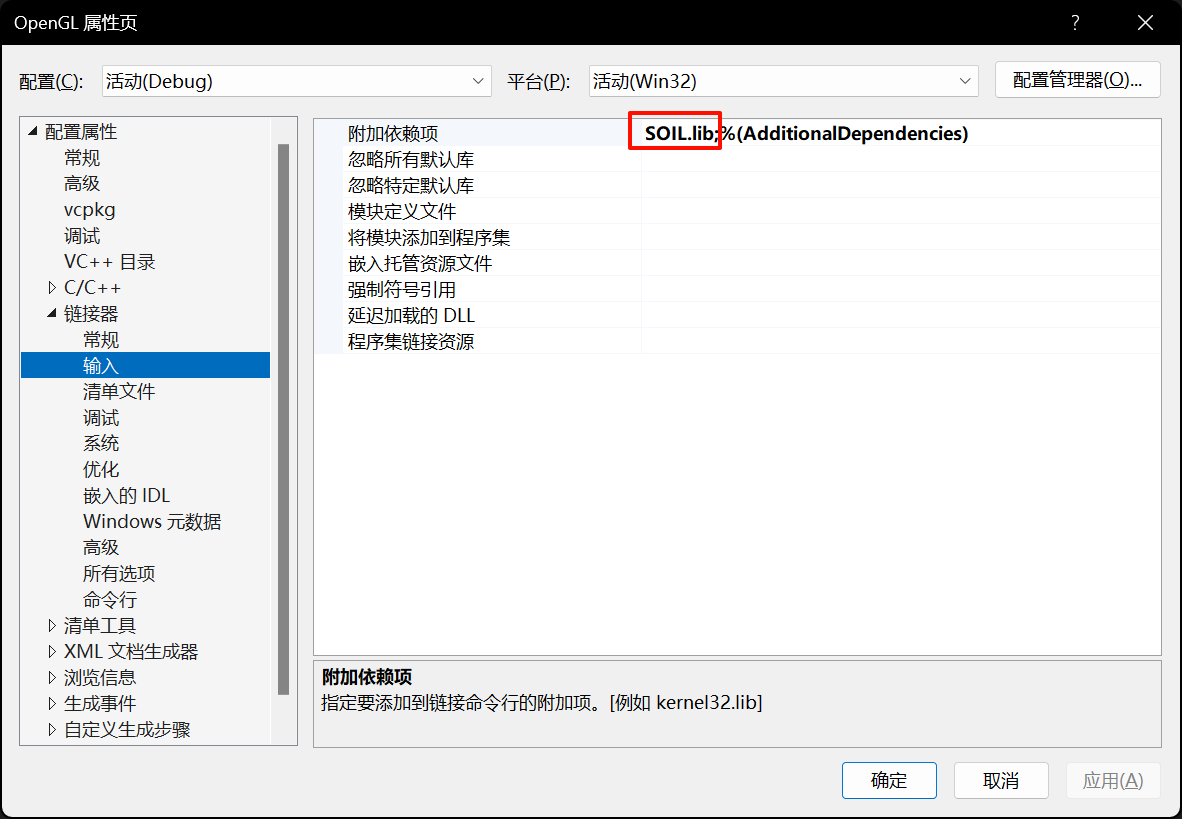 OpenGL 属性页
?
配置(C): 活动(Debug) 平台(P): 活动(Win32) 配置管理器(O)...
配置属性
常规
高级
vcpkg
调试
VC++ 目录
C/C++
链接器
常规
输入
清单文件
调试
系统
优化
嵌入的 IDL
Windows 元数据
高级
所有选项
命令行
清单工具
XML 文档生成器
浏览信息
生成事件
自定义生成步骤
附加依赖项 SOIL.lib;%(AdditionalDependencies)
忽略所有默认库
忽略特定默认库
模块定义文件
将模块添加到程序集
嵌入托管资源文件
强制符号引用
延迟加载的 DLL
程序集链接资源
附加依赖项
指定要添加到链接命令行的附加项。[例如 kernel32.lib]
确定 取消 应用(A)